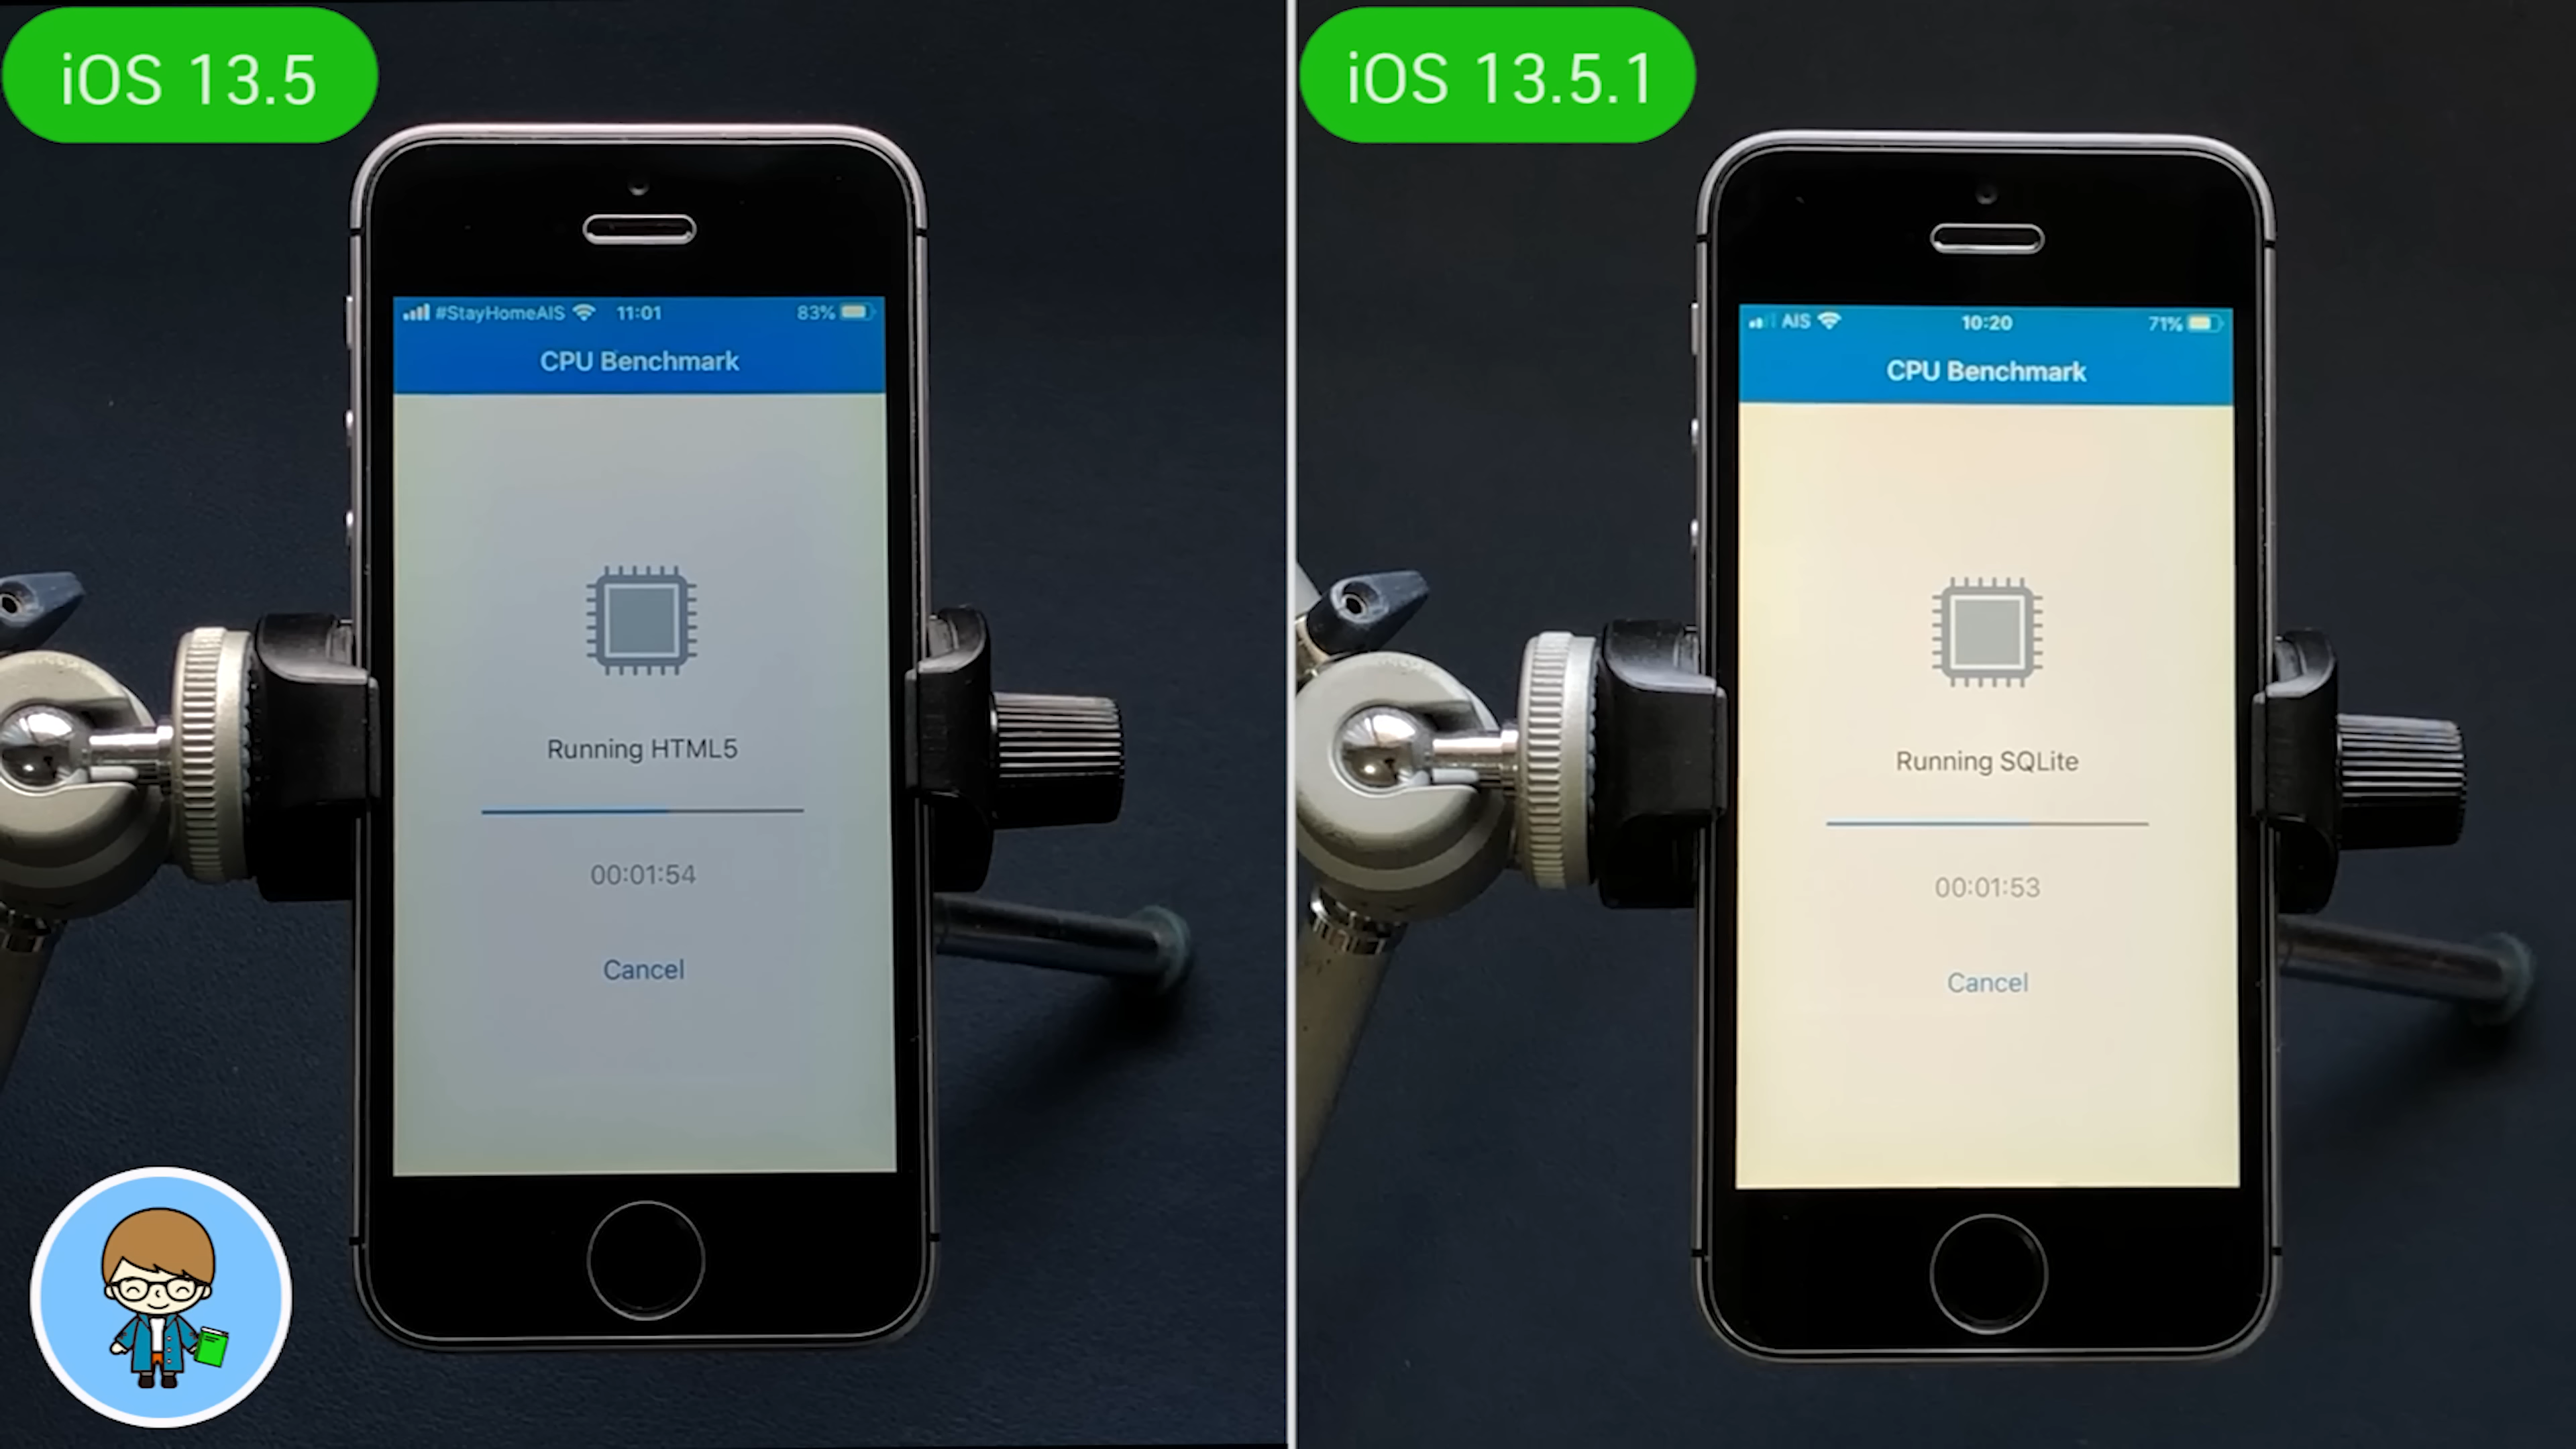 iOS 13.5
#StayHomeAIS 11:01 83%
CPU Benchmark
Running HTML5
00:01:54
Cancel
iOS 13.5.1
AIS 10:20 71%
CPU Benchmark
Running SQLite
00:01:53
Cancel